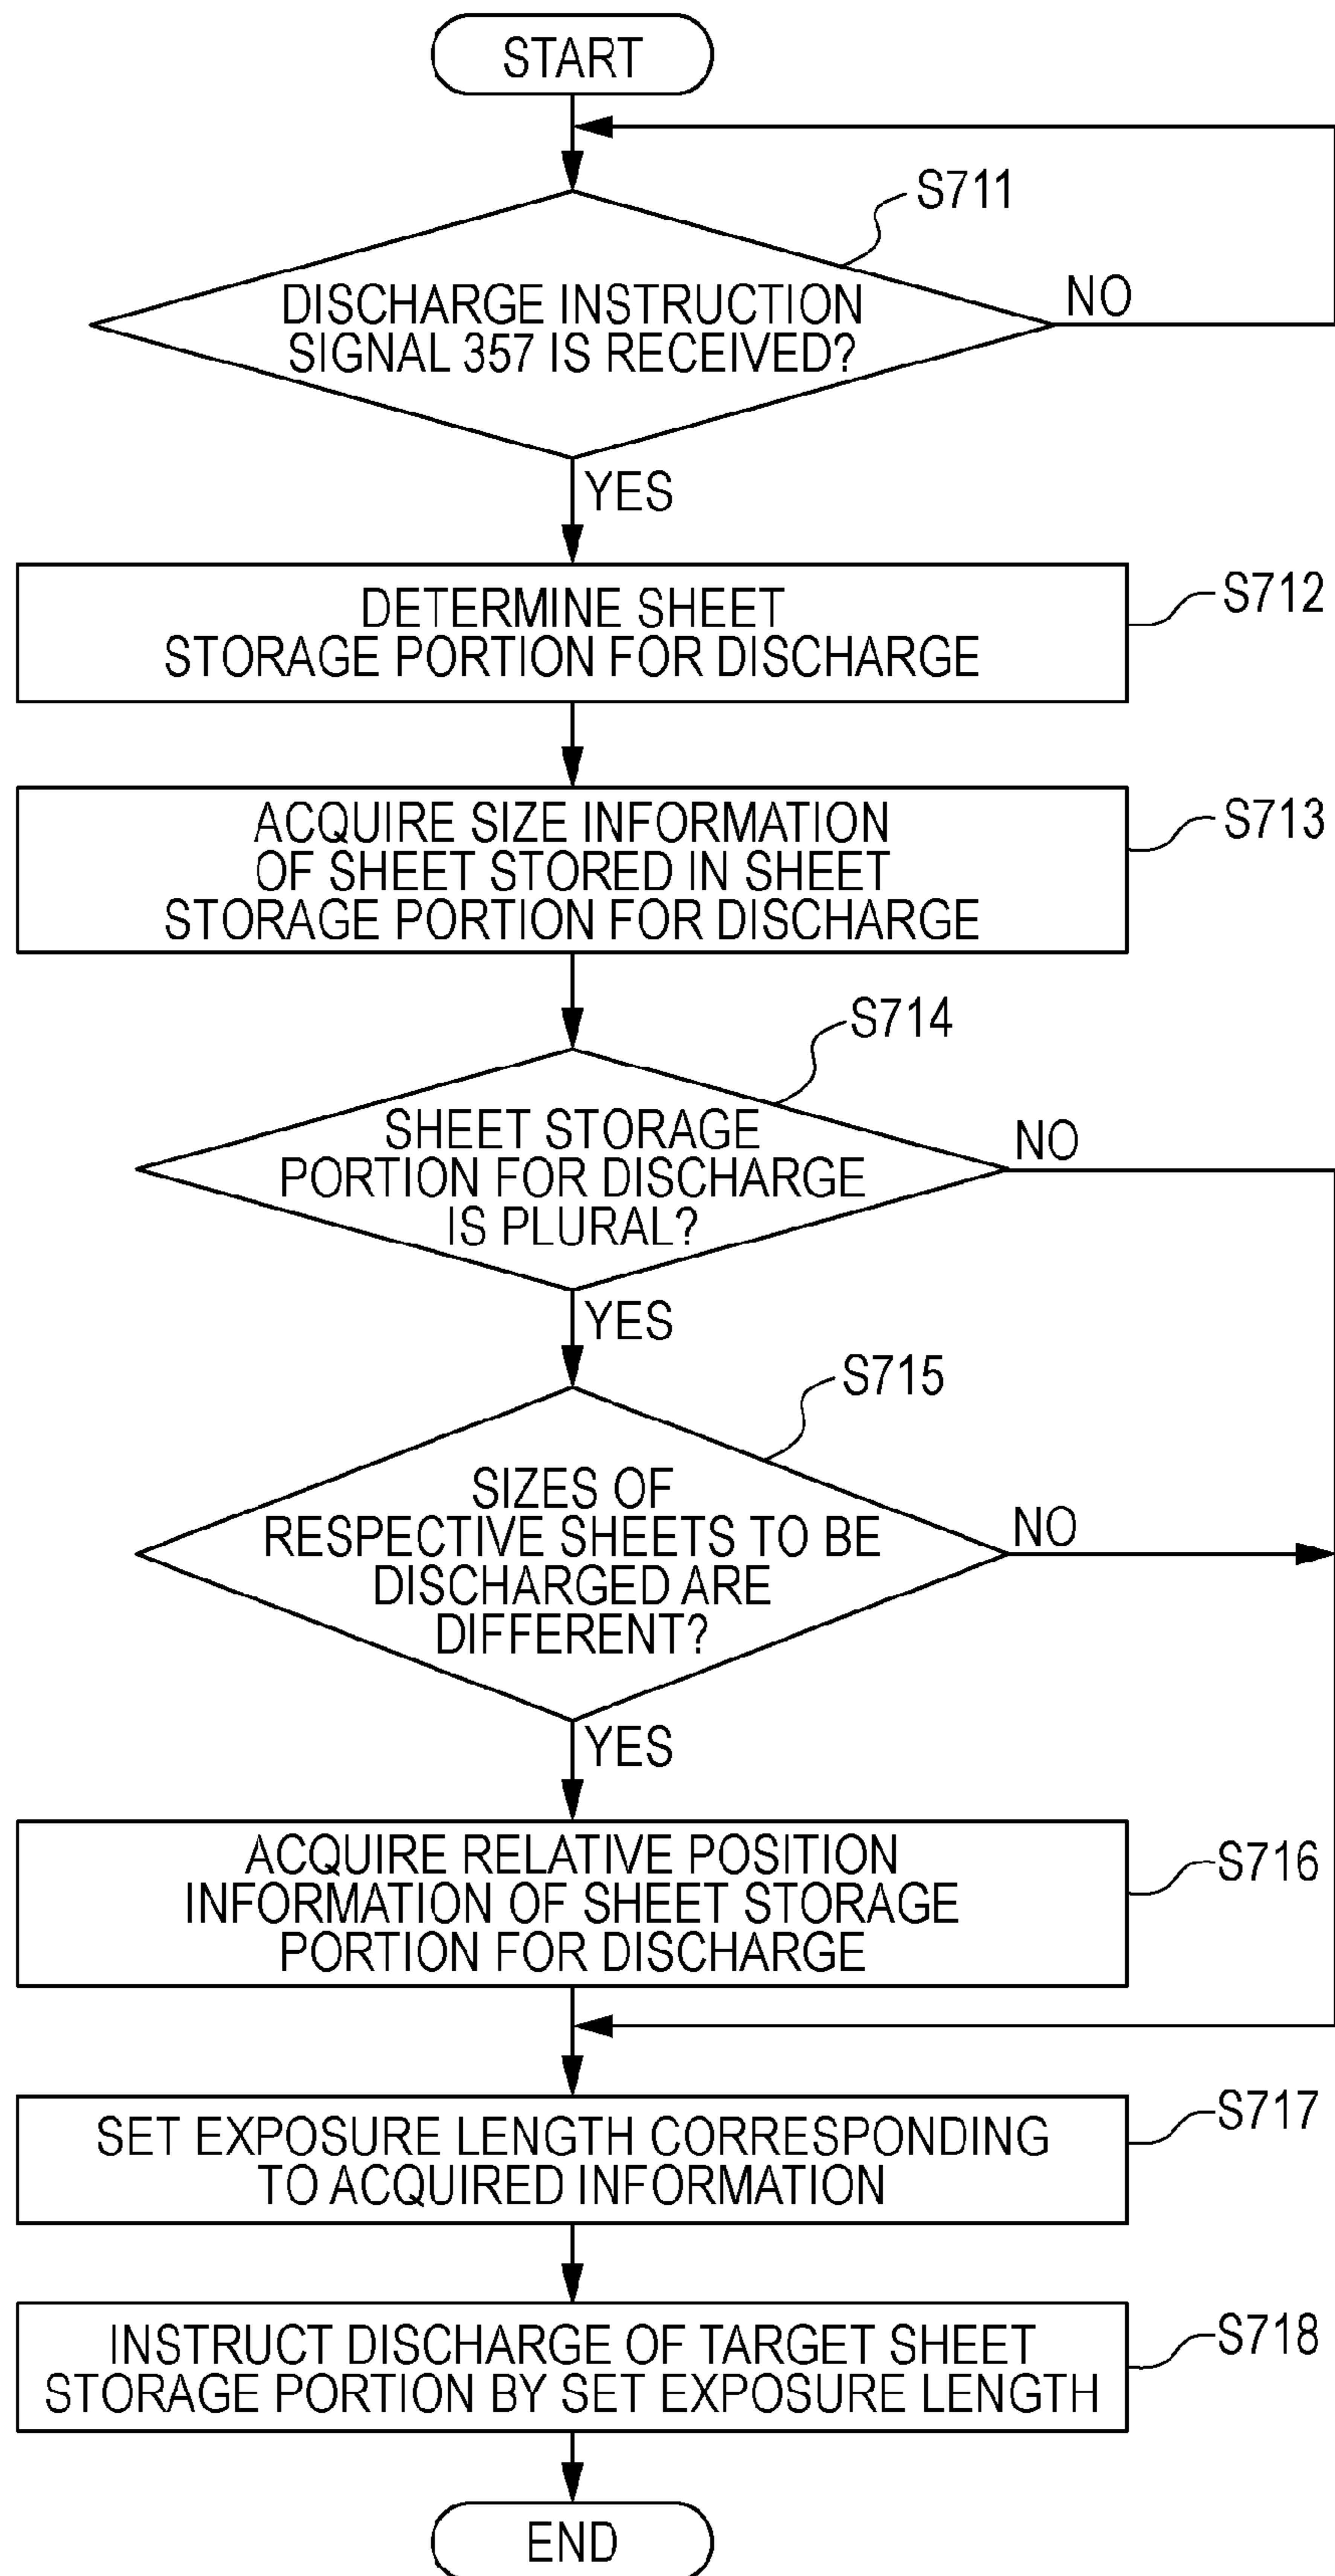 START
S711
DISCHARGE INSTRUCTION
SIGNAL 357 IS RECEIVED?
NO
YES
DETERMINE SHEET
STORAGE PORTION FOR DISCHARGE
S712
ACQUIRE SIZE INFORMATION
OF SHEET STORED IN SHEET
STORAGE PORTION FOR DISCHARGE
S713
S714
SHEET STORAGE
PORTION FOR DISCHARGE
IS PLURAL?
NO
YES
S715
SIZES OF
RESPECTIVE SHEETS TO BE
DISCHARGED ARE
DIFFERENT?
NO
YES
ACQUIRE RELATIVE POSITION
INFORMATION OF SHEET STORAGE
PORTION FOR DISCHARGE
S716
SET EXPOSURE LENGTH CORRESPONDING
TO ACQUIRED INFORMATION
S717
INSTRUCT DISCHARGE OF TARGET SHEET
STORAGE PORTION BY SET EXPOSURE LENGTH
S718
END